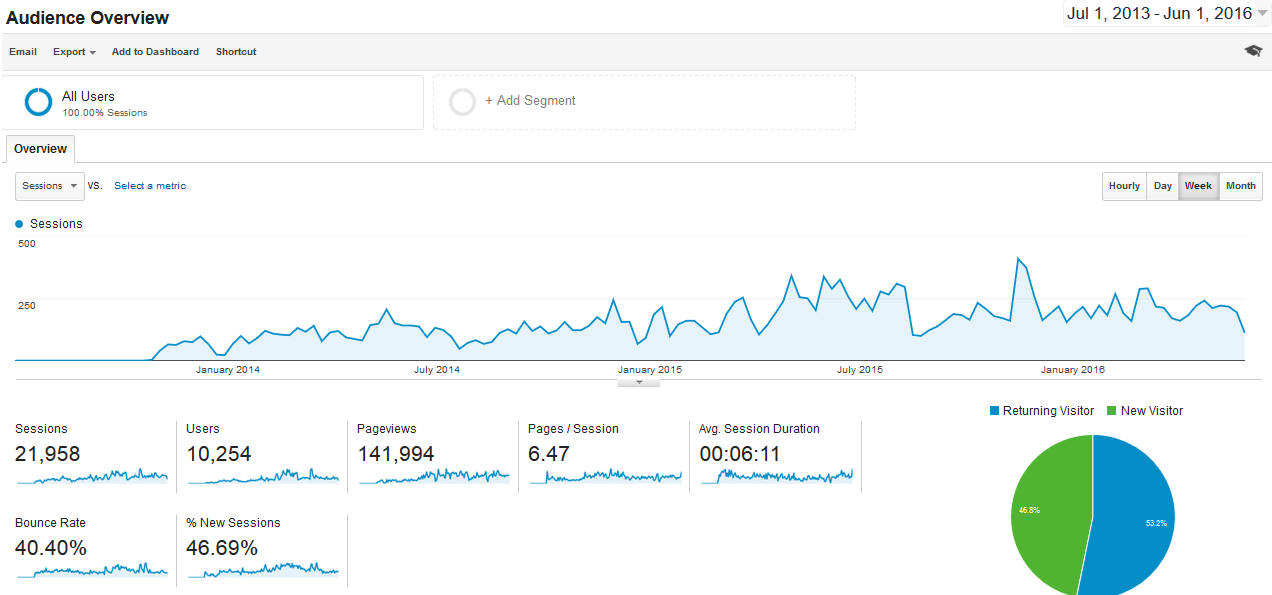 Audience Overview
Jul 1, 2013 - Jun 1, 2016
Email Export Add to Dashboard Shortcut
All Users
100.00% Sessions
+ Add Segment
Overview
Sessions VS. Select a metric
Hourly Day Week Month
Sessions
500
250
January 2014 July 2014 January 2015 July 2015 January 2016
Returning Visitor New Visitor
Sessions Users Pageviews Pages / Session Avg. Session Duration
21,958 10,254 141,994 6.47 00:06:11
Bounce Rate % New Sessions
40.40% 46.69%
46.8%
53.2%